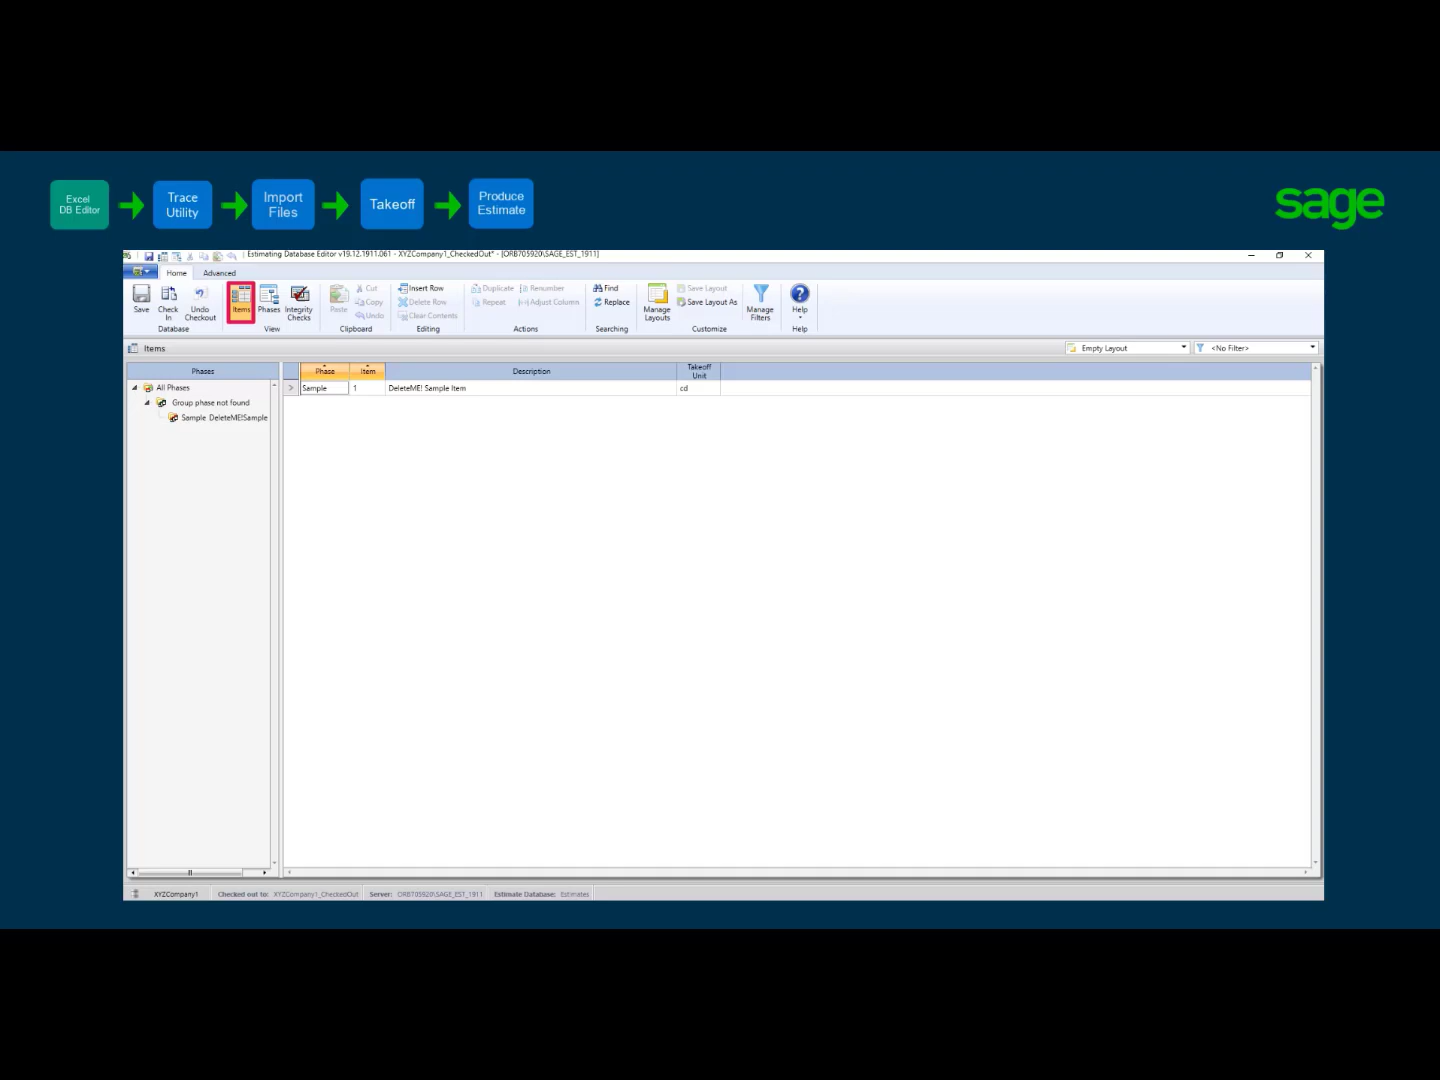 Excel
DB Editor
Trace
Utility
Import
Files
Takeoff
Produce
Estimate
sage
Estimating Database Editor v19.12.1911.061 - XYZCompany1_CheckedOut* - [ORB705920\SAGE_EST_1911]
Home Advanced
Save
Check
In
Undo
Checkout
Database
Items
Phases
Integrity
Checks
View
Paste
Cut
Copy
Undo
Clipboard
Insert Row
Delete Row
Clear Contents
Editing
Duplicate Renumber
Repeat Adjust Column
Actions
Find
Replace
Searching
Manage
Layouts
Save Layout
Save Layout As
Customize
Manage
Filters
Help
Help
Items
Empty Layout <No Filter>
Phases
Phase Item Description Takeoff
Unit
All Phases
Group phase not found
Sample DeleteME!Sample
Sample 1 DeleteME! Sample Item cd
XYZCompany1 Checked out to: XYZCompany1_CheckedOut Server: ORB705920\SAGE_EST_1911 Estimate Database: Estimates